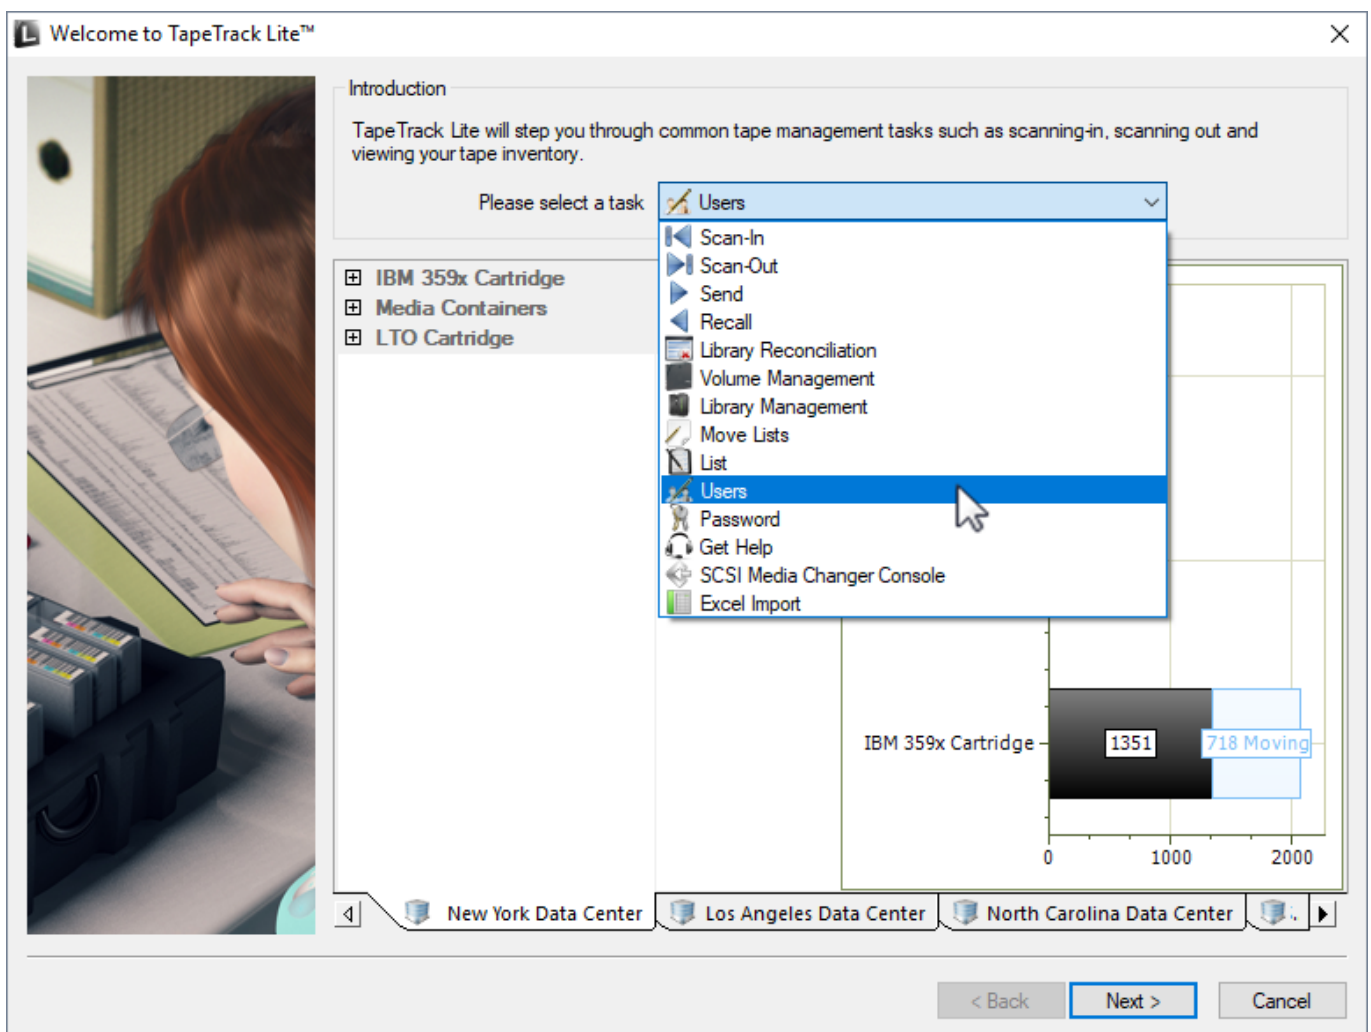 Welcome to TapeTrack Lite™
Introduction
TapeTrack Lite will step you through common tape management tasks such as scanning-in, scanning out and
viewing your tape inventory.
Please select a task
Users
Scan-In
Scan-Out
Send
Recall
Library Reconciliation
Volume Management
Library Management
Move Lists
List
Users
Password
Get Help
SCSI Media Changer Console
Excel Import
IBM 359x Cartridge
Media Containers
LTO Cartridge
IBM 359x Cartridge
1351
718 Moving
0 1000 2000
New York Data Center
Los Angeles Data Center
North Carolina Data Center
< Back
Next >
Cancel